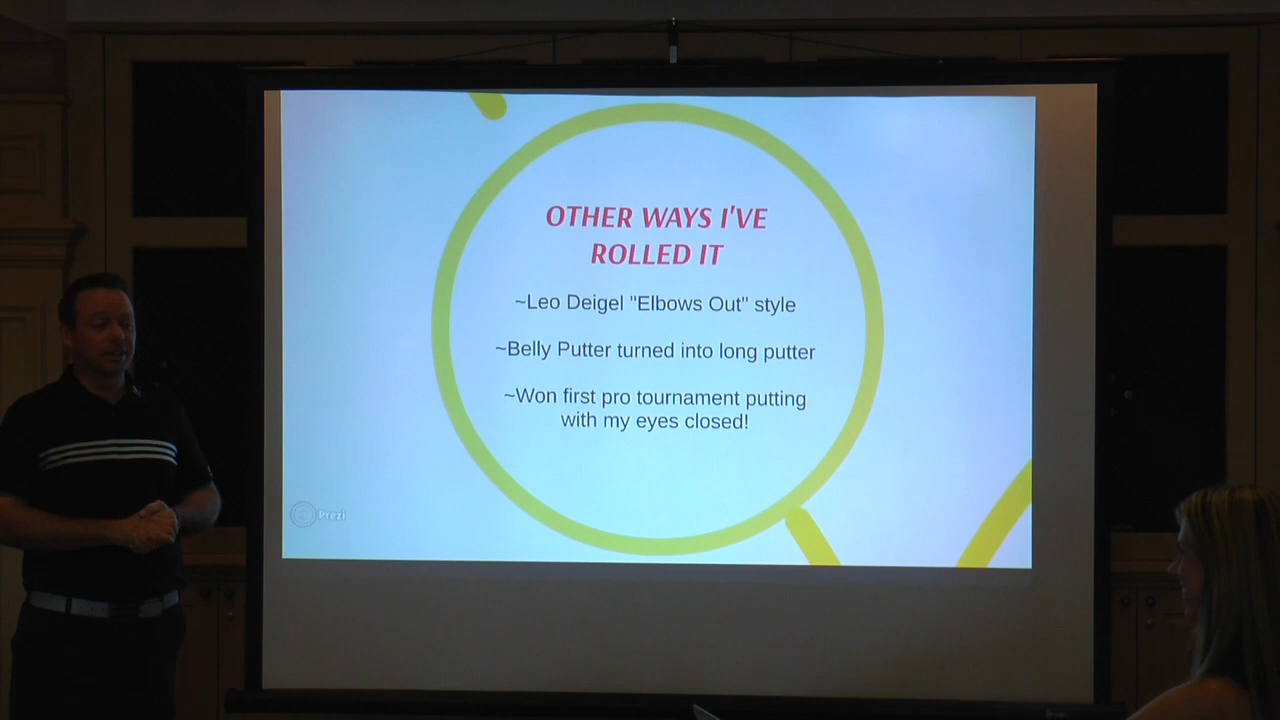 OTHER WAYS I'VE
ROLLED IT
~Leo Deigel "Elbows Out" style
~Belly Putter turned into long putter
~Won first pro tournament putting
with my eyes closed!
Prezi